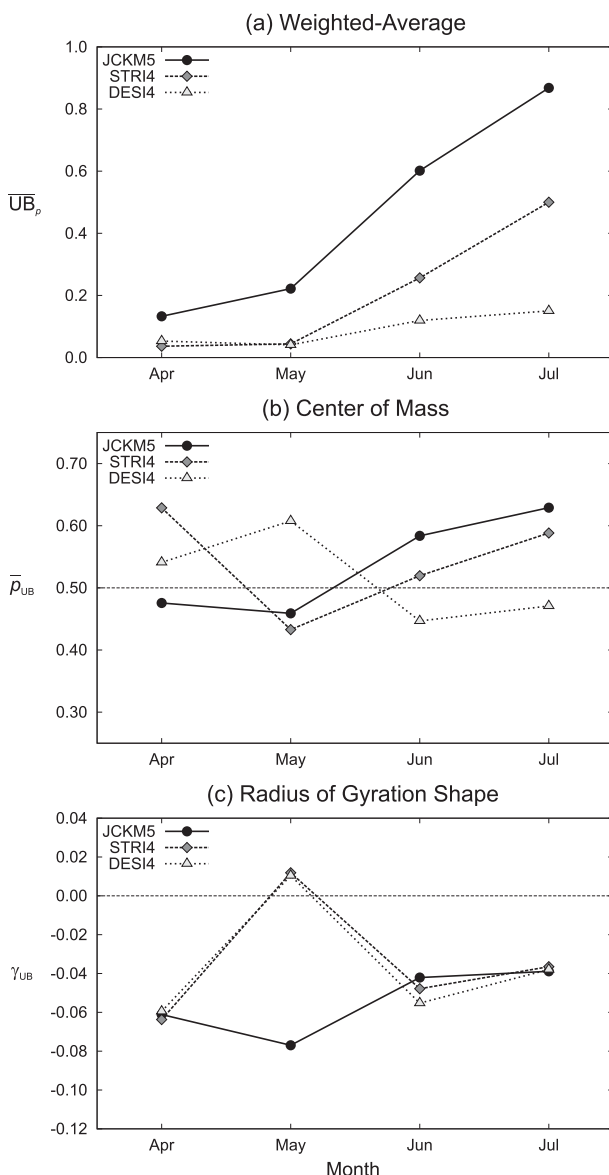 (a) Weighted-Average
JCKM5
STRI4
DESI4
1.0
0.8
0.6
0.4
0.2
0.0
UB̅p
Apr May Jun Jul
(b) Center of Mass
JCKM5
STRI4
DESI4
0.70
0.60
0.50
0.40
0.30
p̅UB
Apr May Jun Jul
(c) Radius of Gyration Shape
JCKM5
STRI4
DESI4
0.04
0.02
0.00
-0.02
-0.04
-0.06
-0.08
-0.10
-0.12
γUB
Apr May Jun Jul
Month